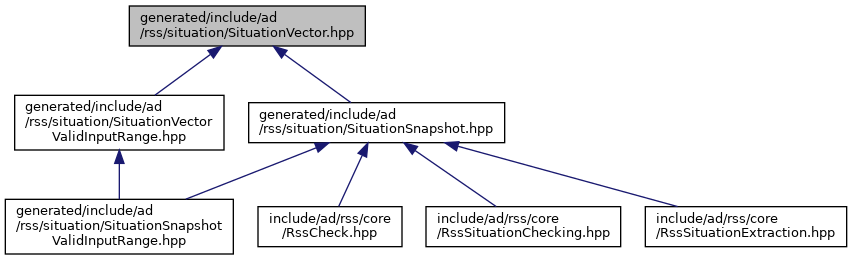 generated/include/ad
/rss/situation/SituationVector.hpp
generated/include/ad
/rss/situation/SituationVector
ValidInputRange.hpp
generated/include/ad
/rss/situation/SituationSnapshot.hpp
generated/include/ad
/rss/situation/SituationSnapshot
ValidInputRange.hpp
include/ad/rss/core
/RssCheck.hpp
include/ad/rss/core
/RssSituationChecking.hpp
include/ad/rss/core
/RssSituationExtraction.hpp